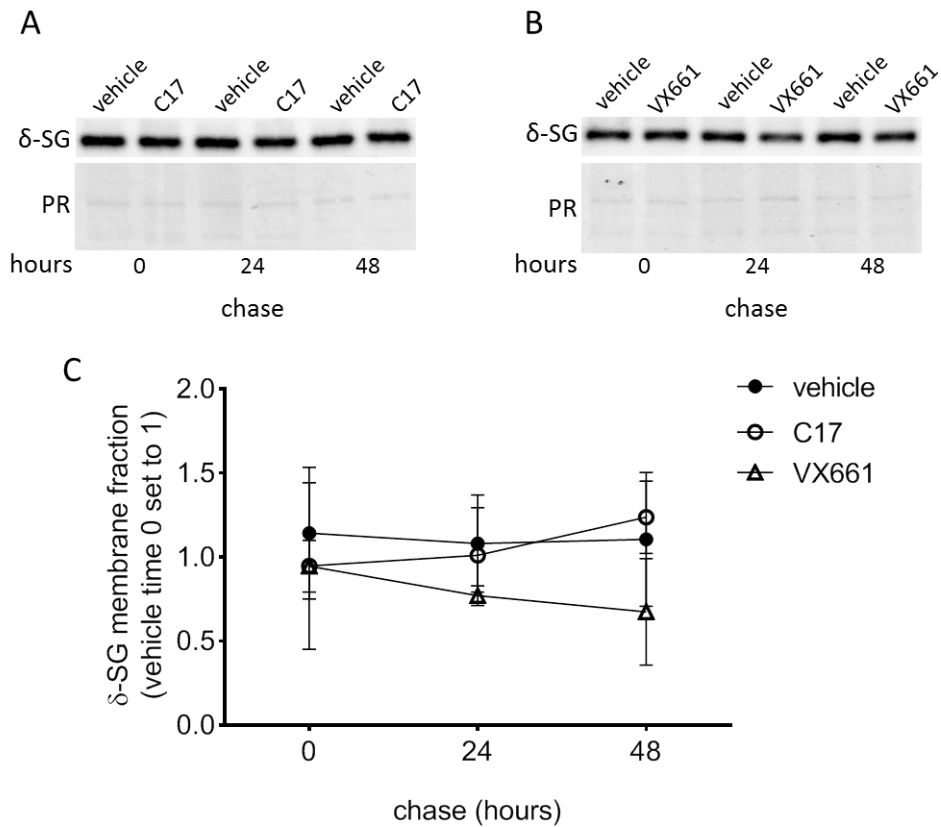 A
vehicle C17 vehicle C17 vehicle C17
δ-SG
PR
hours 0 24 48
chase
B
vehicle VX661 vehicle VX661 vehicle VX661
δ-SG
PR
hours 0 24 48
chase
C
δ-SG membrane fraction
(vehicle time 0 set to 1)
2.0
1.5
1.0
0.5
0.0
0 24 48
chase (hours)
vehicle
C17
VX661